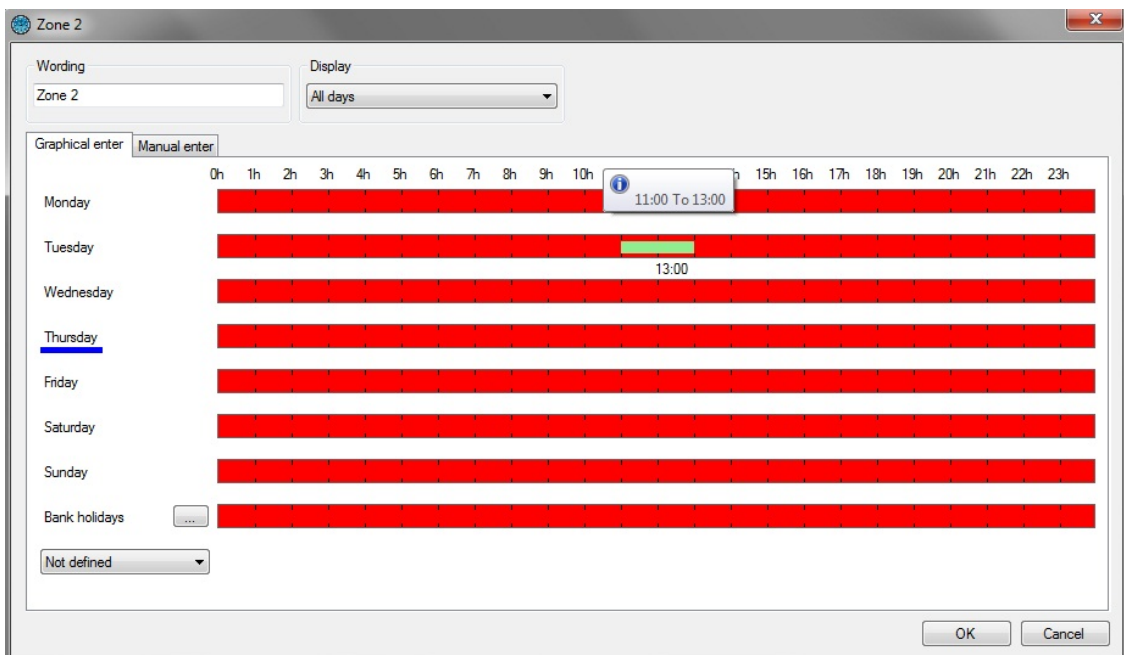 Zone 2
Wording
Display
Zone 2
All days
Graphical enter
Manual enter
0h 1h 2h 3h 4h 5h 6h 7h 8h 9h 10h 15h 16h 17h 18h 19h 20h 21h 22h 23h
11:00 To 13:00
Monday
Tuesday
13:00
Wednesday
Thursday
Friday
Saturday
Sunday
Bank holidays ...
Not defined
OK Cancel